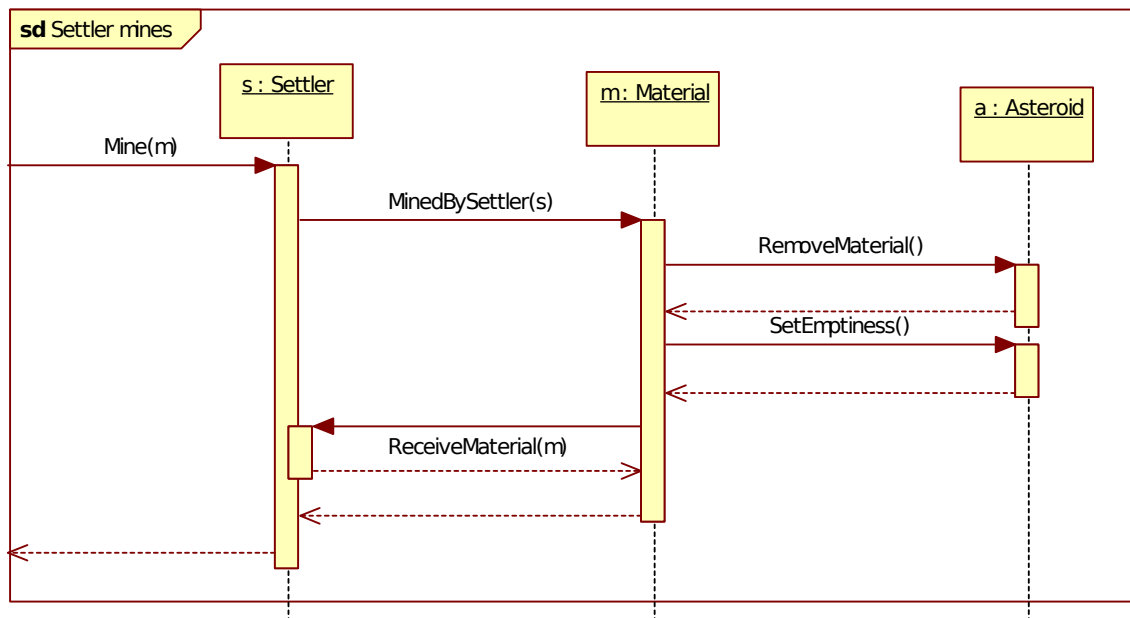 sd Settler mines
s : Settler
m : Material
a : Asteroid
Mine(m)
MinedBySettler(s)
RemoveMaterial()
SetEmptiness()
ReceiveMaterial(m)